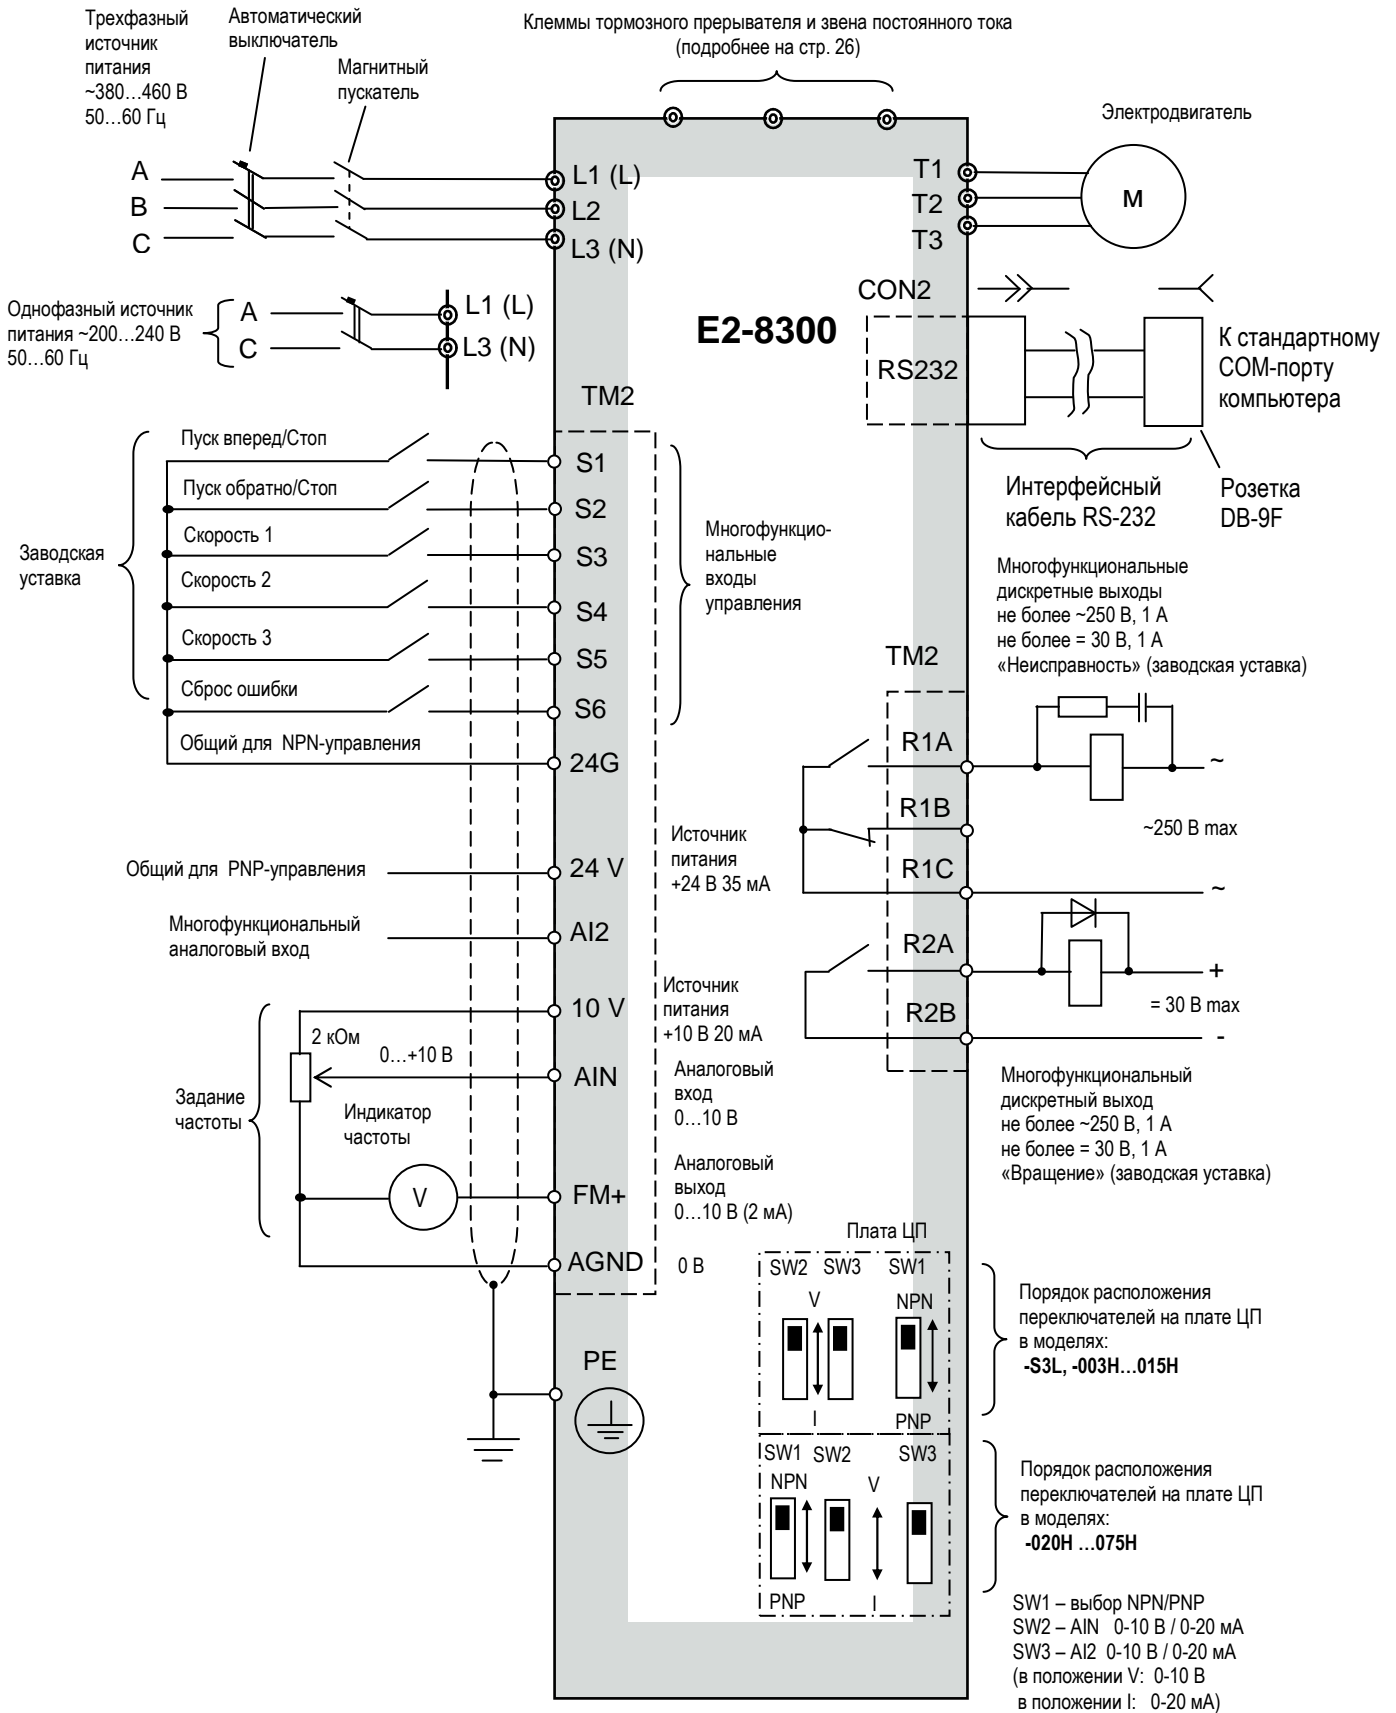 Трехфазный
источник
питания
~380…460 В
50…60 Гц
Автоматический
выключатель
Магнитный
пускатель
Клеммы тормозного прерывателя и звена постоянного тока
(подробнее на стр. 26)
Электродвигатель
A
B
C
L1 (L)
L2
L3 (N)
T1
T2
T3
M
Однофазный источник
питания ~200…240 В
50…60 Гц
A
C
L1 (L)
L3 (N)
E2-8300
CON2
RS232
К стандартному
COM-порту
компьютера
Интерфейсный
кабель RS-232
Розетка
DB-9F
TM2
Заводская
уставка
Пуск вперед/Стоп
Пуск обратно/Стоп
Скорость 1
Скорость 2
Скорость 3
Сброс ошибки
Общий для NPN-управления
S1
S2
S3
S4
S5
S6
24G
Многофункцио-
нальные
входы
управления
Многофункциональные
дискретные выходы
не более ~250 В, 1 А
не более = 30 В, 1 А
«Неисправность» (заводская уставка)
TM2
R1A
R1B
R1C
R2A
R2B
~
~250 В max
~
+
= 30 В max
-
Общий для PNP-управления
24 V
Источник
питания
+24 В 35 мА
Многофункциональный
аналоговый вход
AI2
Источник
питания
+10 В 20 мА
10 V
2 кОм
0…+10 В
AIN
Аналоговый
вход
0…10 В
Задание
частоты
Индикатор
частоты
V
FM+
Аналоговый
выход
0…10 В (2 мА)
AGND
0 В
PE
Многофункциональный
дискретный выход
не более ~250 В, 1 А
не более = 30 В, 1 А
«Вращение» (заводская уставка)
Плата ЦП
SW2 SW3 SW1
V NPN
I PNP
Порядок расположения
переключателей на плате ЦП
в моделях:
-S3L, -003H…015H
SW1 SW2 SW3
NPN V
PNP I
Порядок расположения
переключателей на плате ЦП
в моделях:
-020H …075H
SW1 – выбор NPN/PNP
SW2 – AIN 0-10 В / 0-20 мА
SW3 – AI2 0-10 В / 0-20 мА
(в положении V: 0-10 В
в положении I: 0-20 мА)